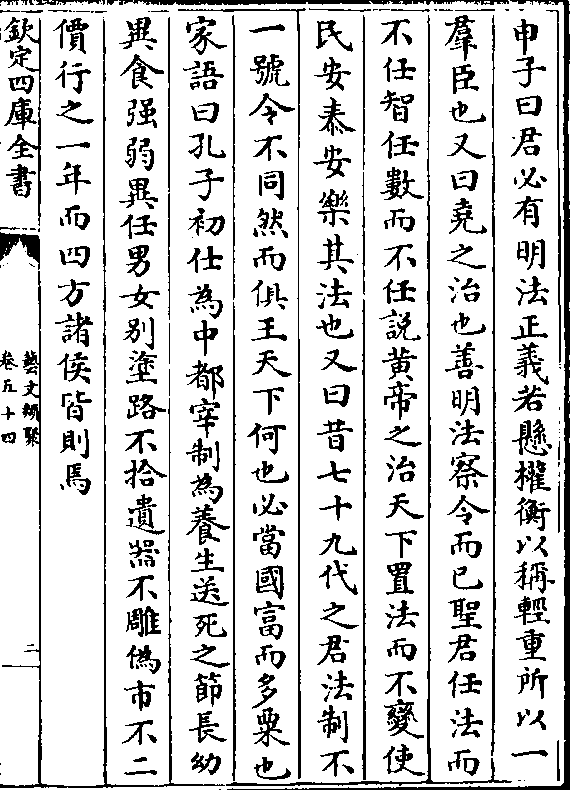 申子曰君必有明法正義若懸權衡以稱輕重所以一
羣臣也又曰堯之治也善明法察令而已聖君任法而
不任智任數而不任説黄帝之治天下置法而不變使
民安泰安樂其法也又曰昔七十九代之君法制不
一號令不同然而俱王天下何也必當國富而多粟也
家語曰孔子初仕為中都宰制為養生送死之節長幼
異食强弱異任男女别塗路不拾遺器不雕偽市不二
價行之一年而四方諸侯皆則焉
欽定四庫全書
藝文類聚
卷五十四
二